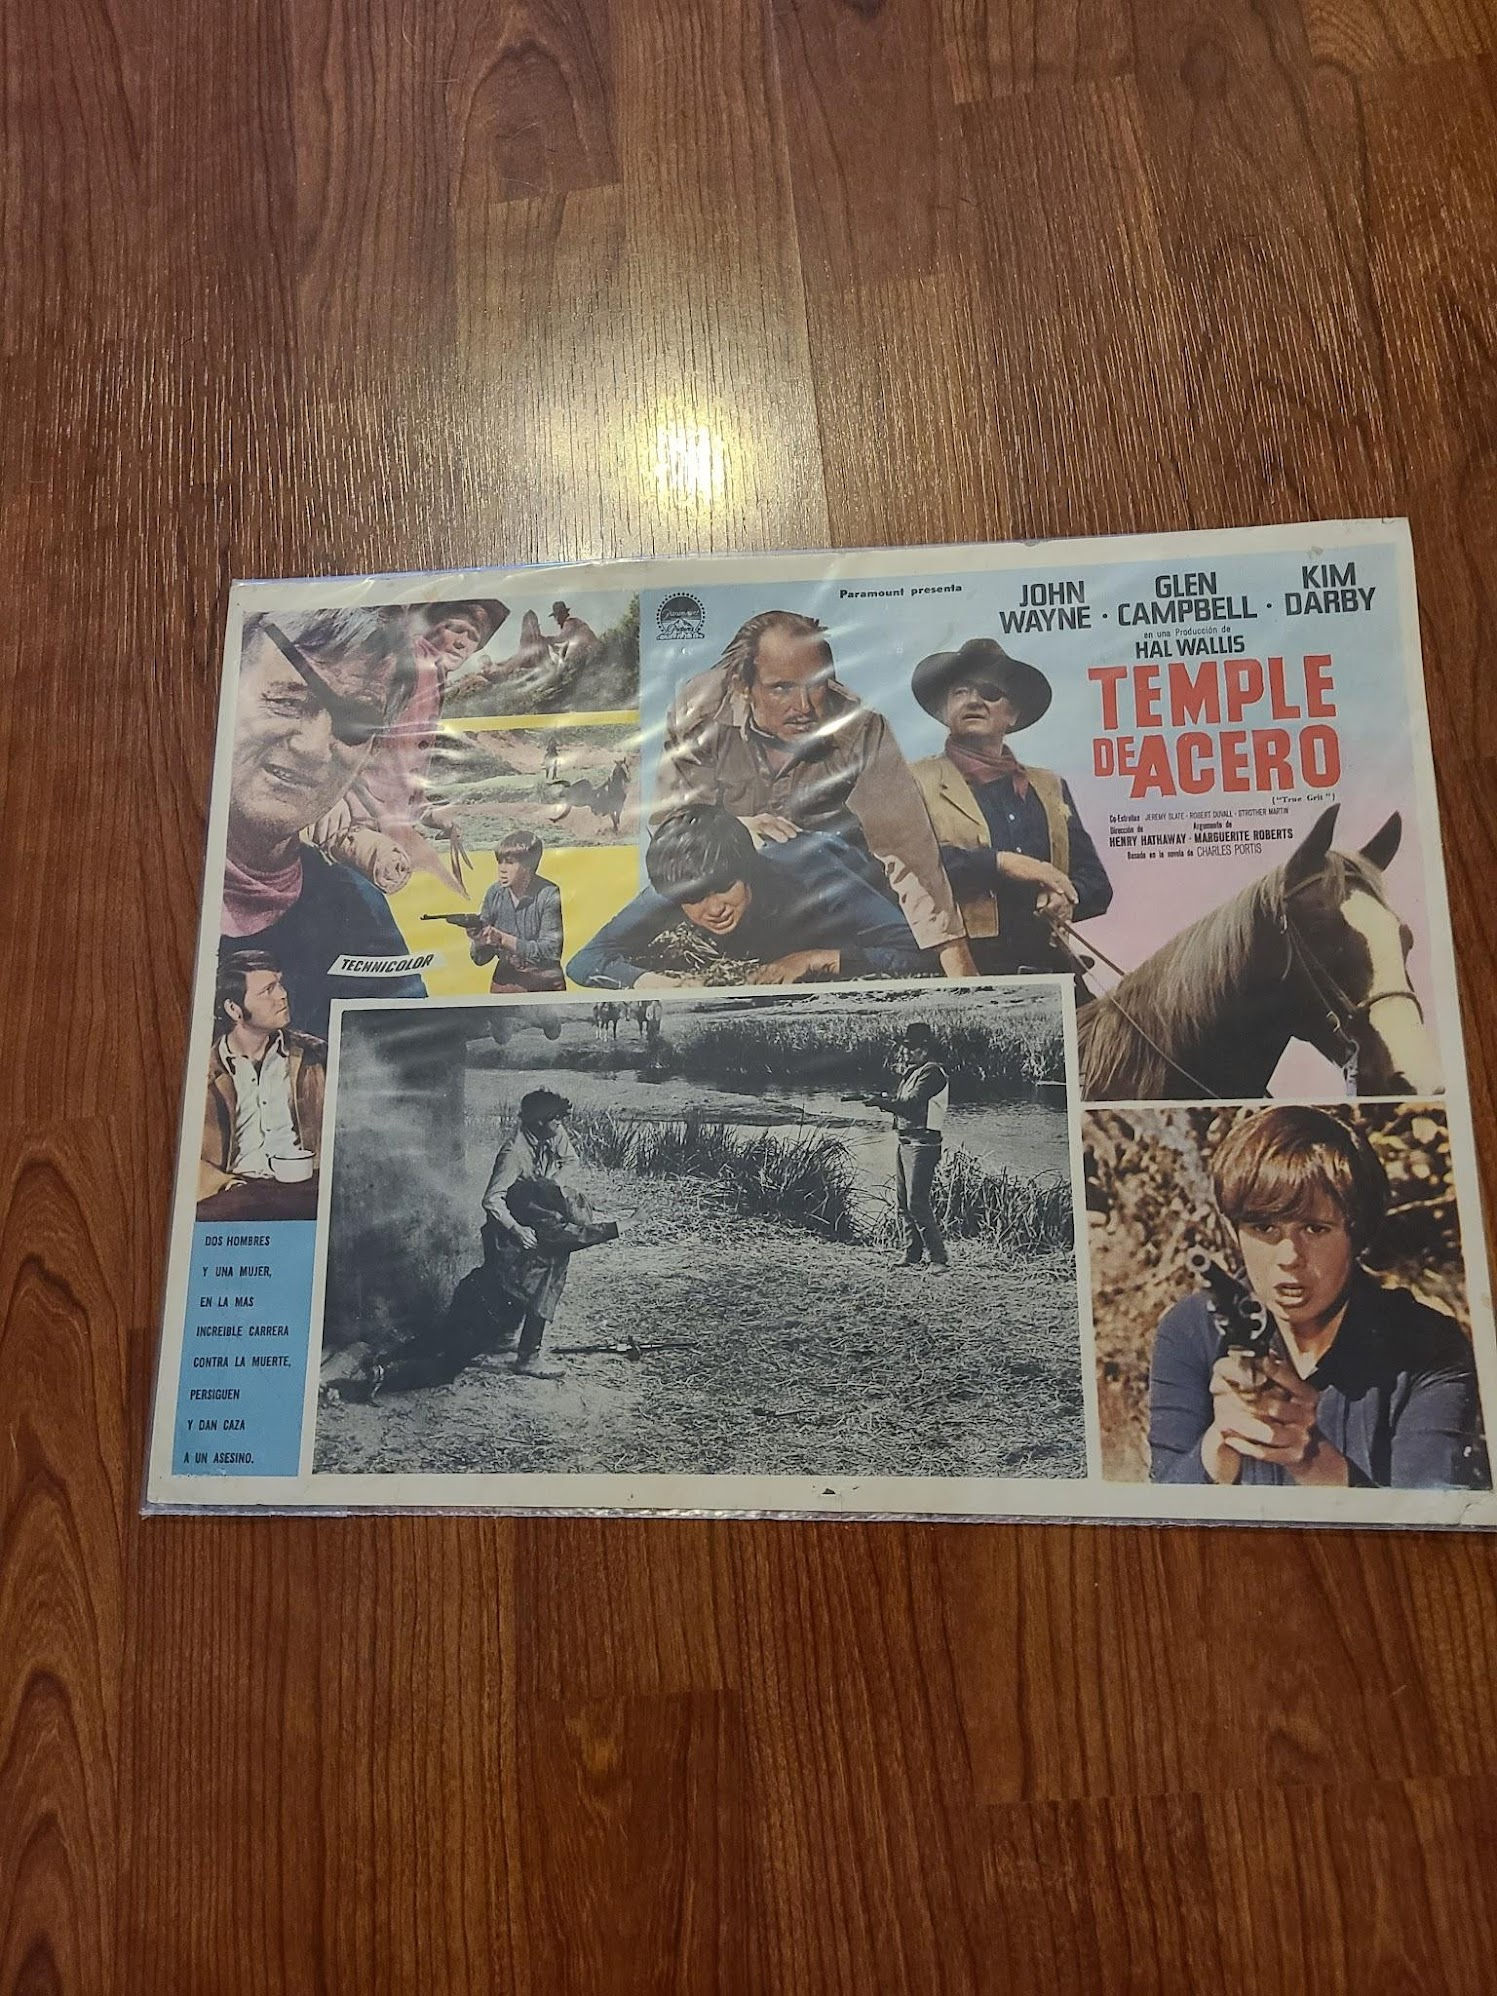 Paramount presenta
JOHN WAYNE · GLEN CAMPBELL · KIM DARBY
en una Producción de
HAL WALLIS
TEMPLE
DE ACERO
("True Grit")
Co-Estrellas JEREMY SLATE - ROBERT DUVALL - STROTHER MARTIN
Dirección de HENRY HATHAWAY · Argumento de MARGUERITE ROBERTS
Basada en la novela de CHARLES PORTIS
Paramount
TECHNICOLOR
DOS HOMBRES
Y UNA MUJER,
EN LA MAS
INCREIBLE CARRERA
CONTRA LA MUERTE,
PERSIGUEN
Y DAN CAZA
A UN ASESINO.